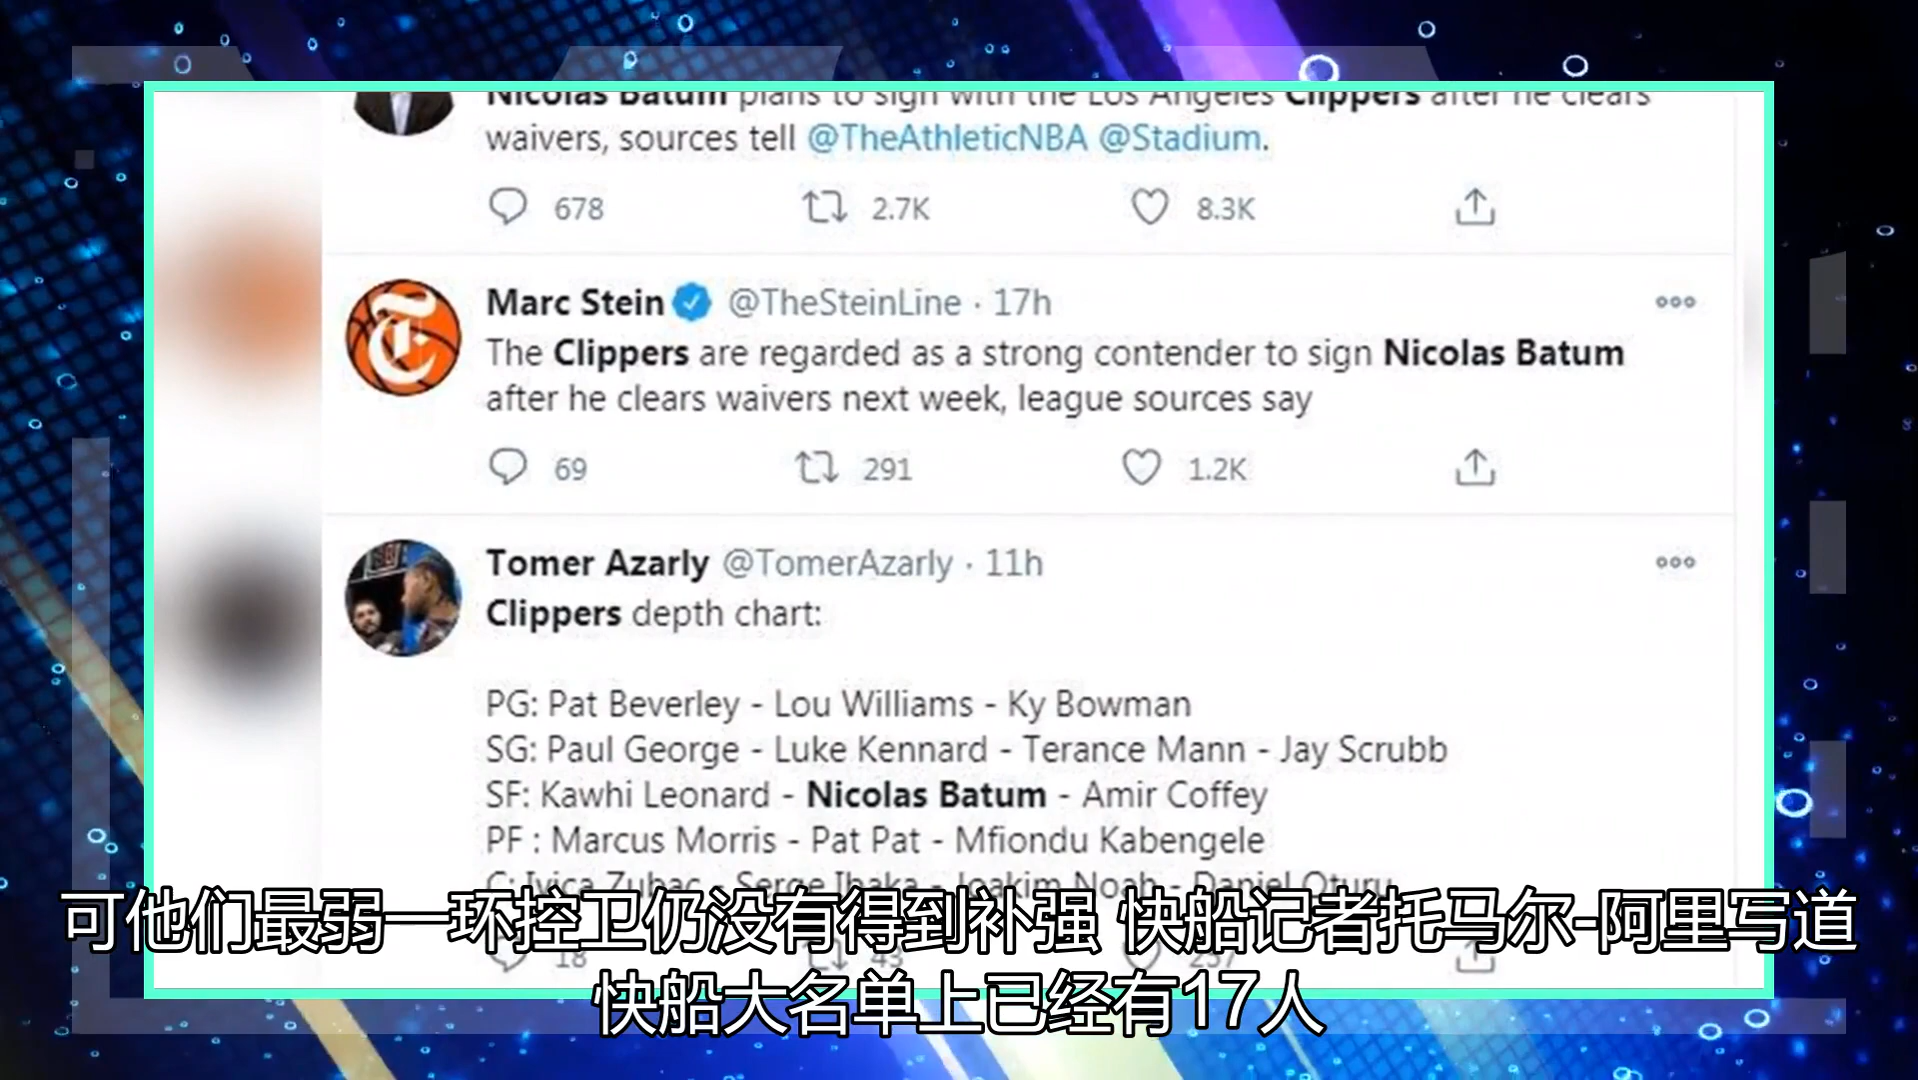 Nicolas Batum plans to sign with the Los Angeles Clippers after he clears
waivers, sources tell @TheAthleticNBA @Stadium.
678 2.7K 8.3K
Marc Stein @TheSteinLine · 17h
The Clippers are regarded as a strong contender to sign Nicolas Batum
after he clears waivers next week, league sources say
69 291 1.2K
Tomer Azarly @TomerAzarly · 11h
Clippers depth chart:
PG: Pat Beverley - Lou Williams - Ky Bowman
SG: Paul George - Luke Kennard - Terance Mann - Jay Scrubb
SF: Kawhi Leonard - Nicolas Batum - Amir Coffey
PF : Marcus Morris - Pat Pat - Mfiondu Kabengele
C: Ivica Zubac - Serge Ibaka - Joakim Noah - Daniel Oturu
18 43 257
可他们最弱一环控卫仍没有得到补强 快船记者托马尔-阿里写道
快船大名单上已经有17人